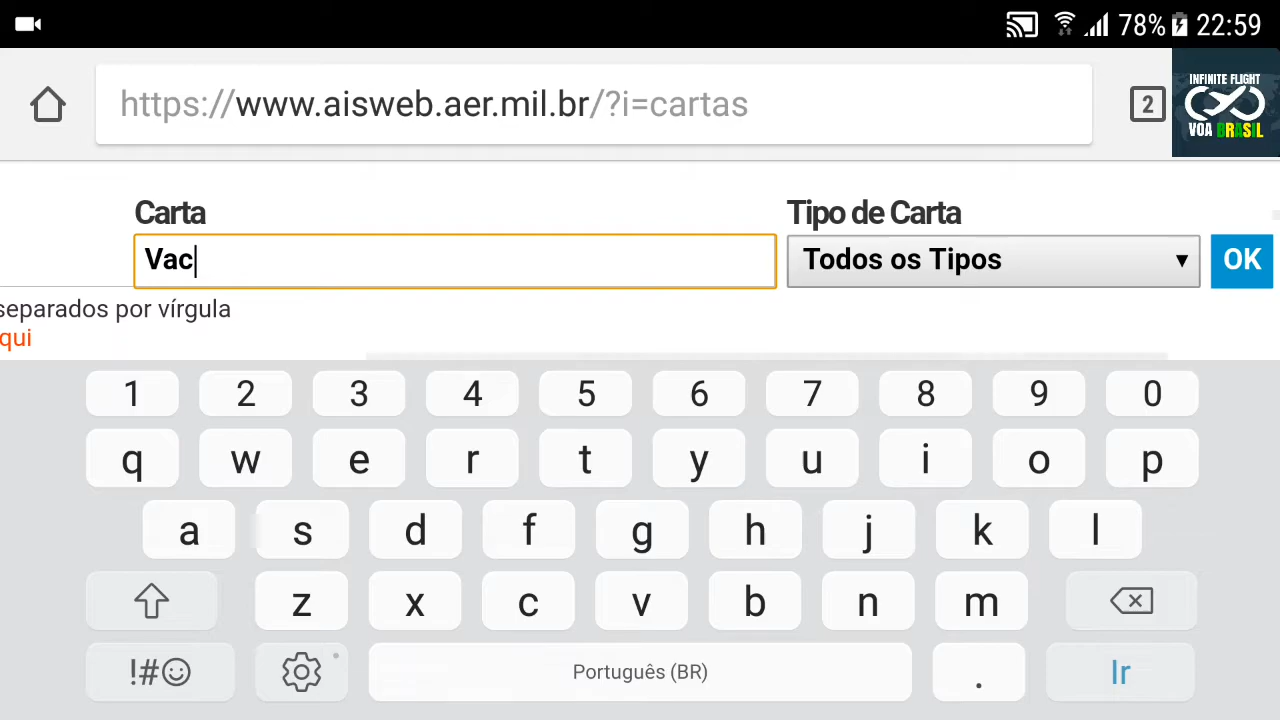 78% 22:59
https://www.aisweb.aer.mil.br/?i=cartas
2
INFINITE FLIGHT
VOA BRASIL
Carta
Tipo de Carta
Vac
Todos os Tipos
OK
separados por vírgula
qui
1 2 3 4 5 6 7 8 9 0
q w e r t y u i o p
a s d f g h j k l
z x c v b n m
!#☺ Português (BR) . Ir